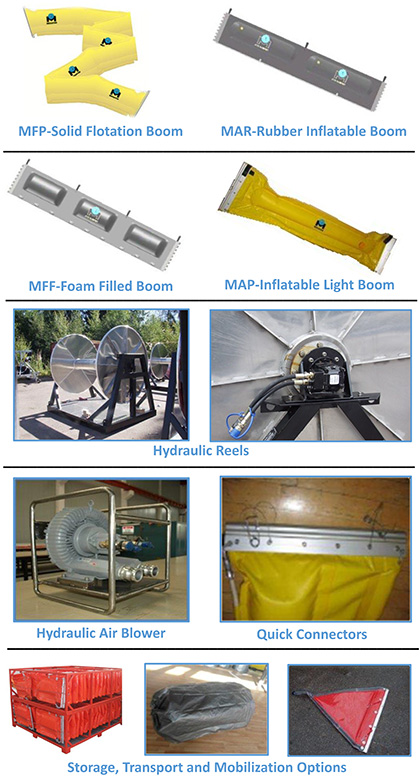 MFP-Solid Flotation Boom
MAR-Rubber Inflatable Boom
MFF-Foam Filled Boom
MAP-Inflatable Light Boom
Hydraulic Reels
Hydraulic Air Blower
Quick Connectors
Storage, Transport and Mobilization Options